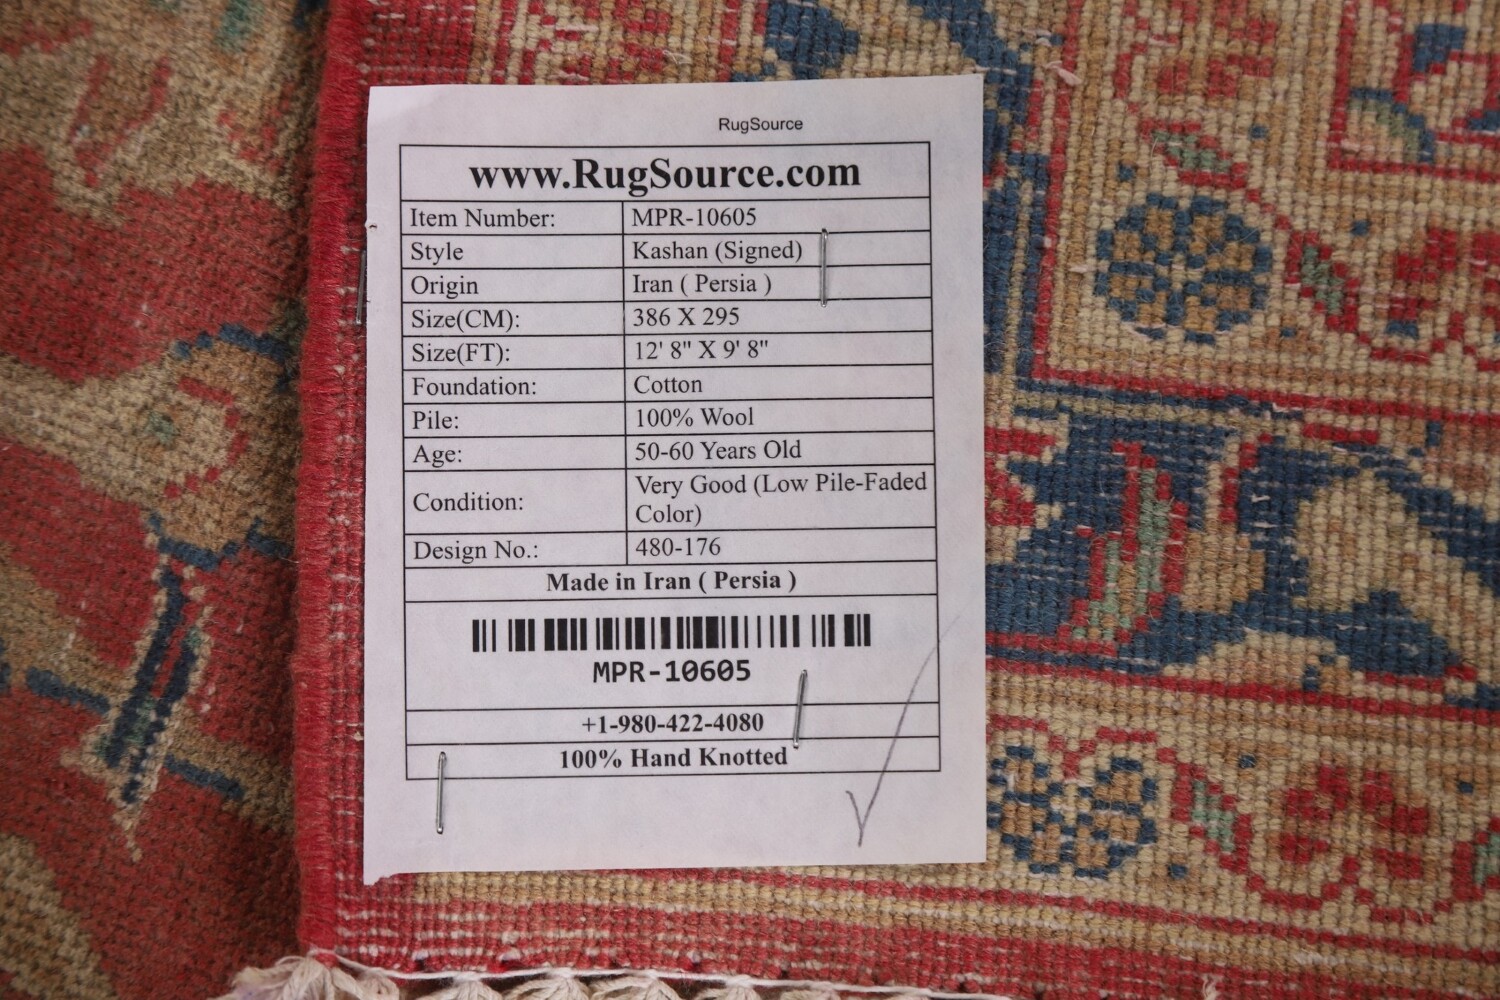 RugSource
www.RugSource.com
Item Number: MPR-10605
Style Kashan (Signed)
Origin Iran ( Persia )
Size(CM): 386 X 295
Size(FT): 12' 8" X 9' 8"
Foundation: Cotton
Pile: 100% Wool
Age: 50-60 Years Old
Condition: Very Good (Low Pile-Faded
Color)
Design No.: 480-176
Made in Iran ( Persia )
MPR-10605
+1-980-422-4080
100% Hand Knotted